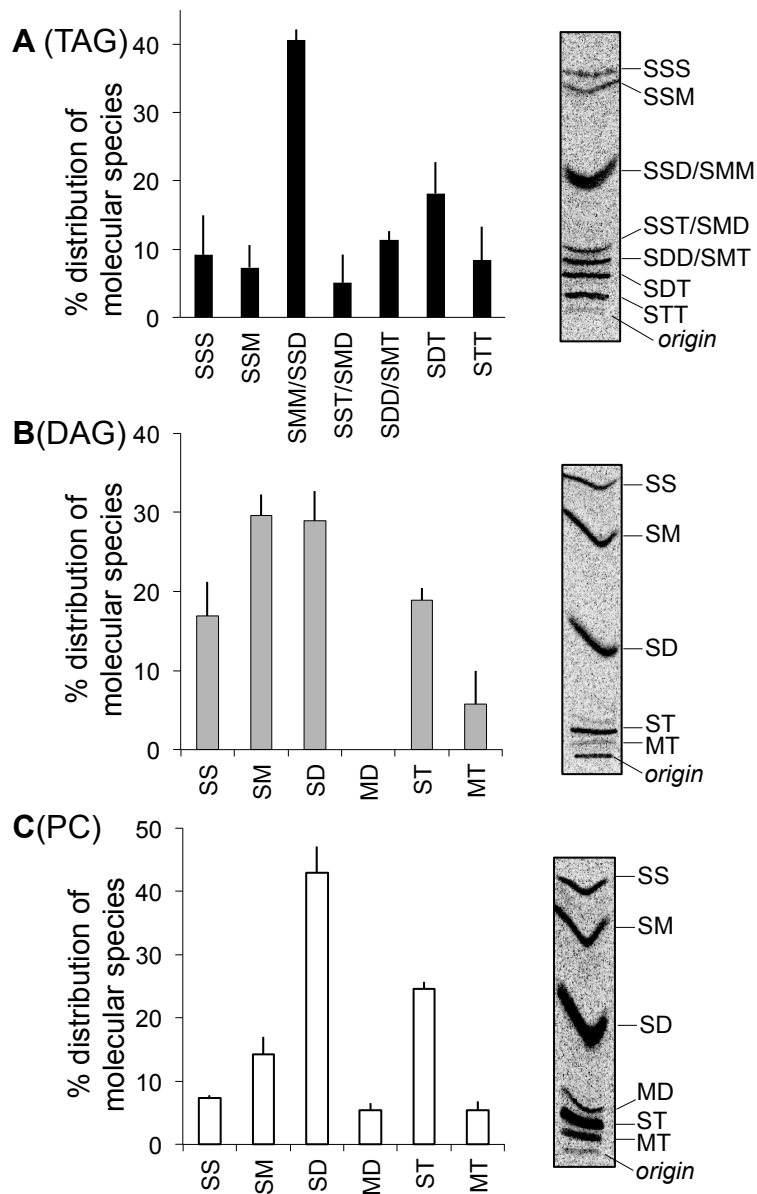 A (TAG)
% distribution of
molecular species
40
30
20
10
0
SSS
SSM
SMM/SSD
SST/SMD
SDD/SMT
SDT
STT
SSS
SSM
SSD/SMM
SST/SMD
SDD/SMT
SDT
STT
origin
B(DAG)
% distribution of
molecular species
40
30
20
10
0
SS
SM
SD
MD
ST
MT
SS
SM
SD
ST
MT
origin
C(PC)
% distribution of
molecular species
50
40
30
20
10
0
SS
SM
SD
MD
ST
MT
SS
SM
SD
MD
ST
MT
origin